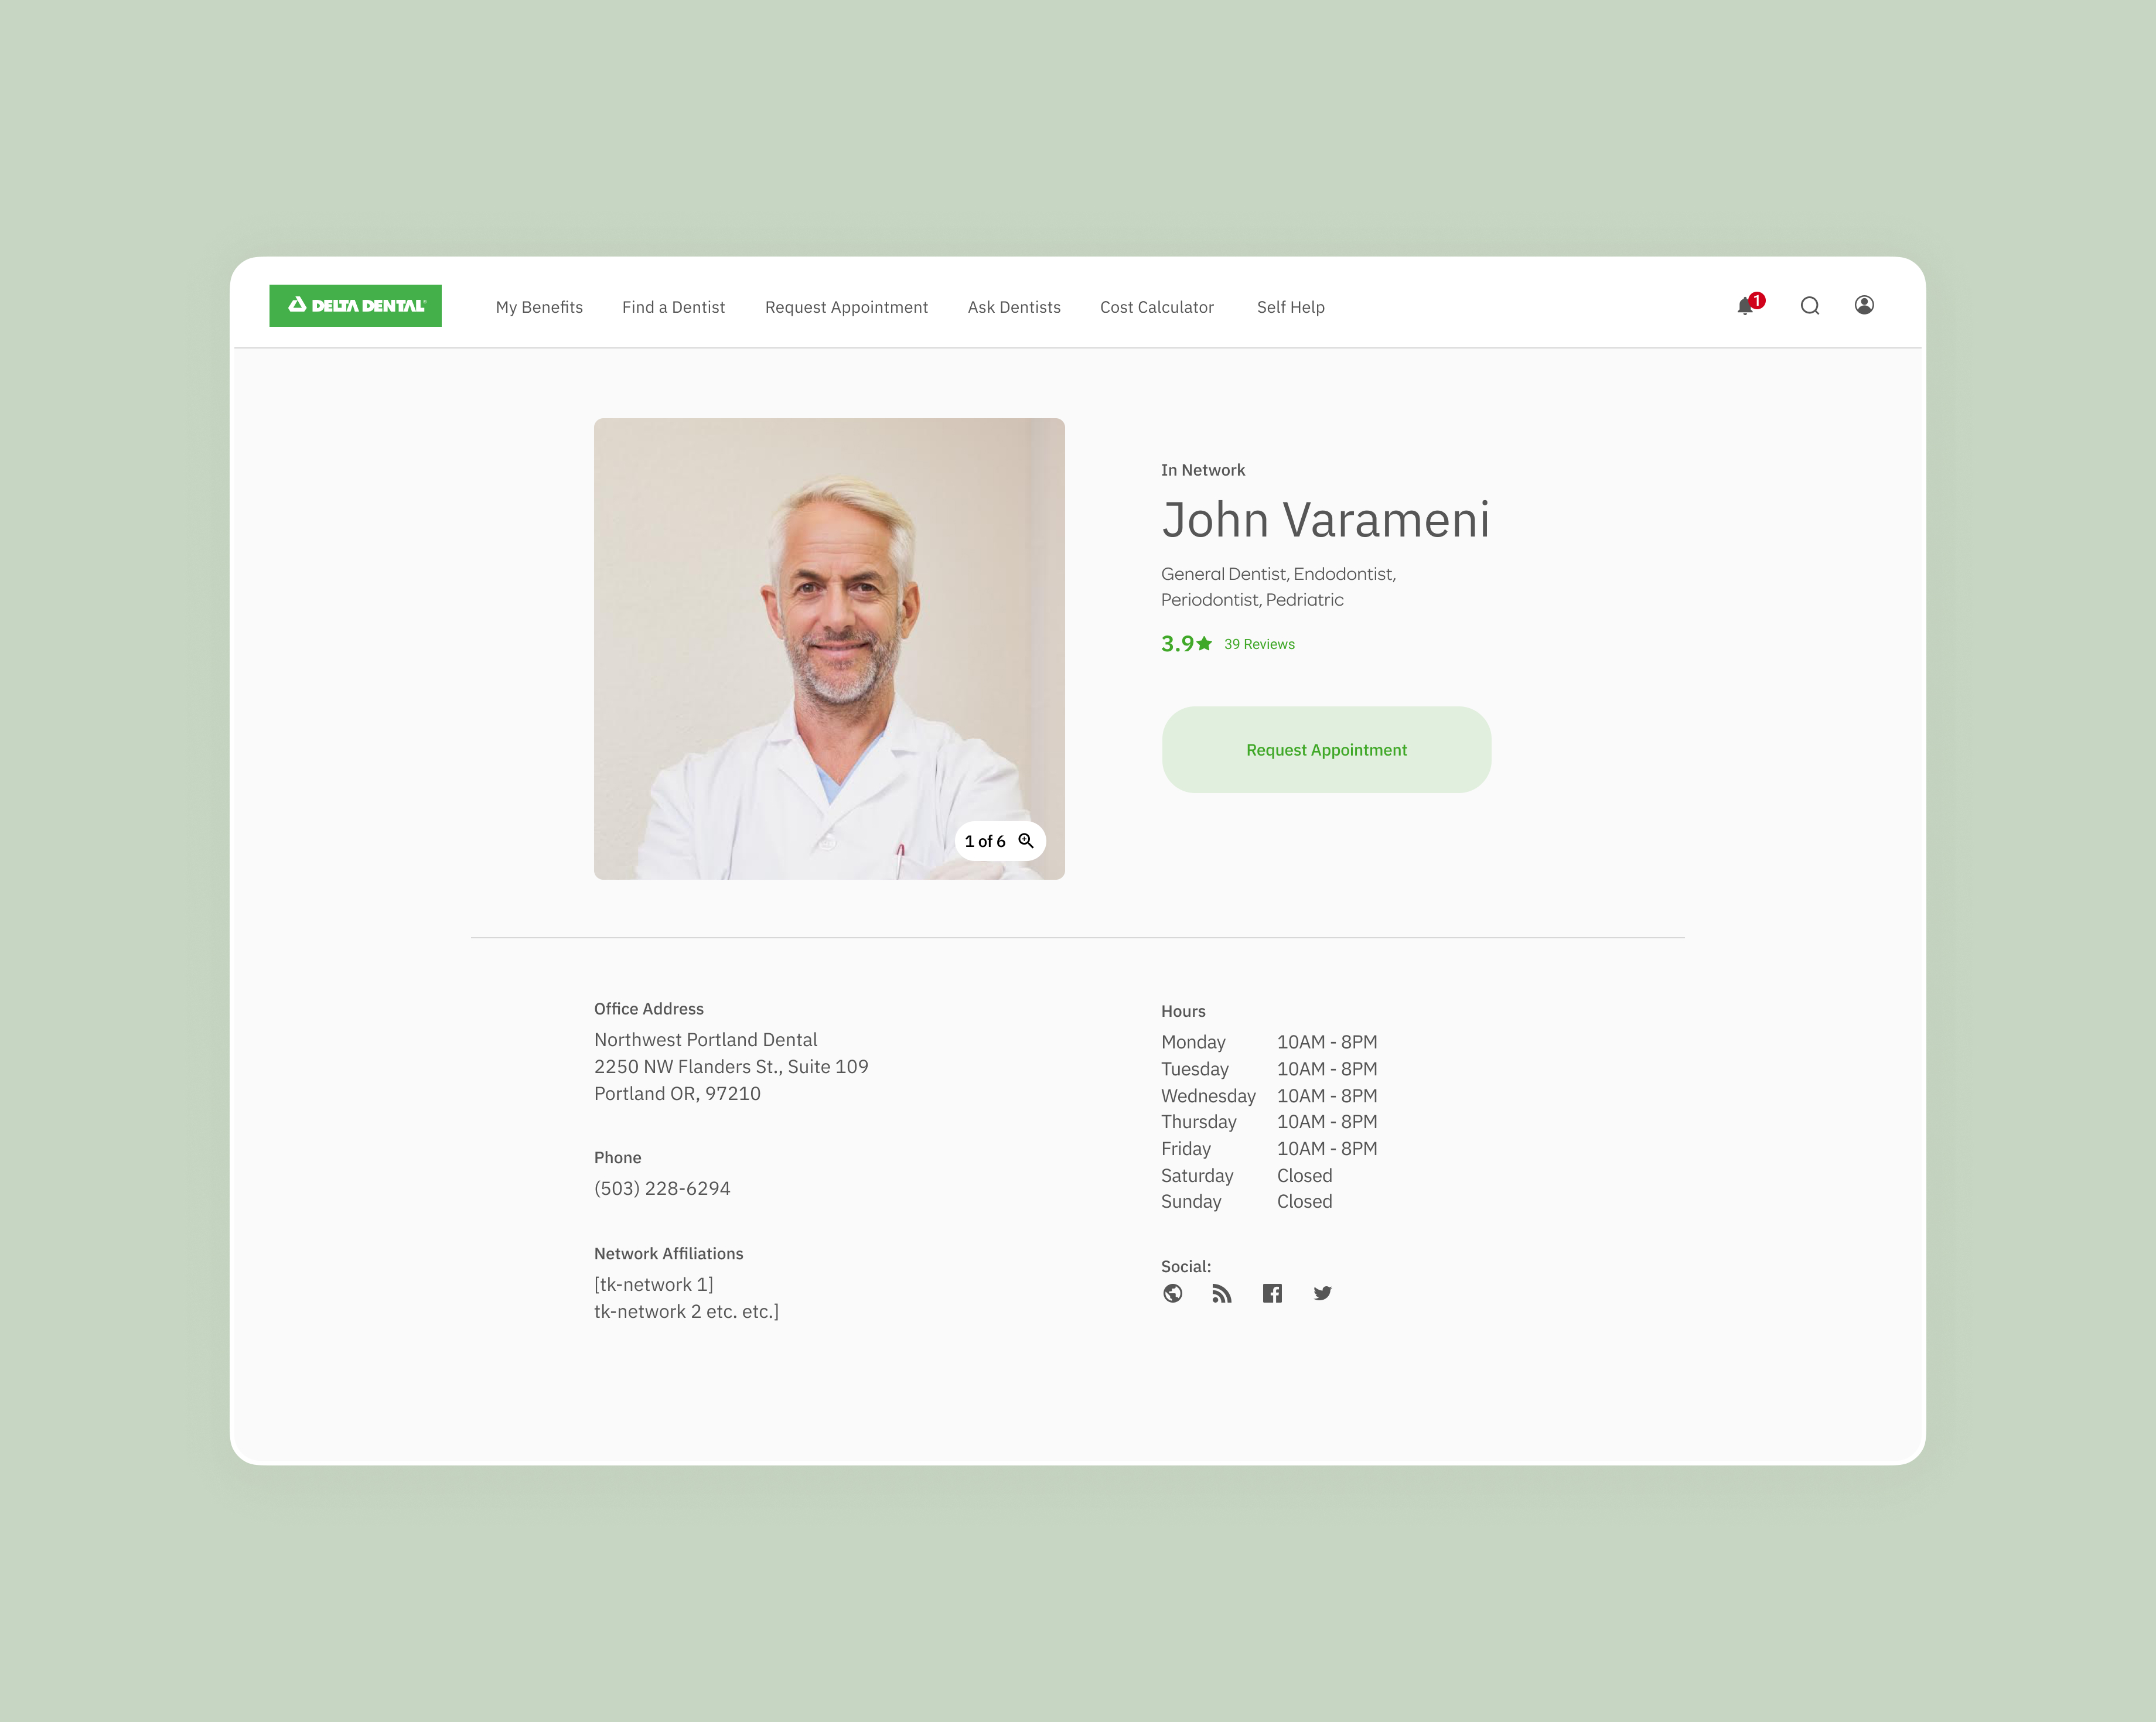 DELTA DENTAL®
My Benefits
Find a Dentist
Request Appointment
Ask Dentists
Cost Calculator
Self Help
1
1 of 6
In Network
John Varameni
General Dentist, Endodontist,
Periodontist, Pedriatric
3.9★ 39 Reviews
Request Appointment
Office Address
Northwest Portland Dental
2250 NW Flanders St., Suite 109
Portland OR, 97210
Phone
(503) 228-6294
Network Affiliations
[tk-network 1]
tk-network 2 etc. etc.]
Hours
Monday 10AM - 8PM
Tuesday 10AM - 8PM
Wednesday 10AM - 8PM
Thursday 10AM - 8PM
Friday 10AM - 8PM
Saturday Closed
Sunday Closed
Social: